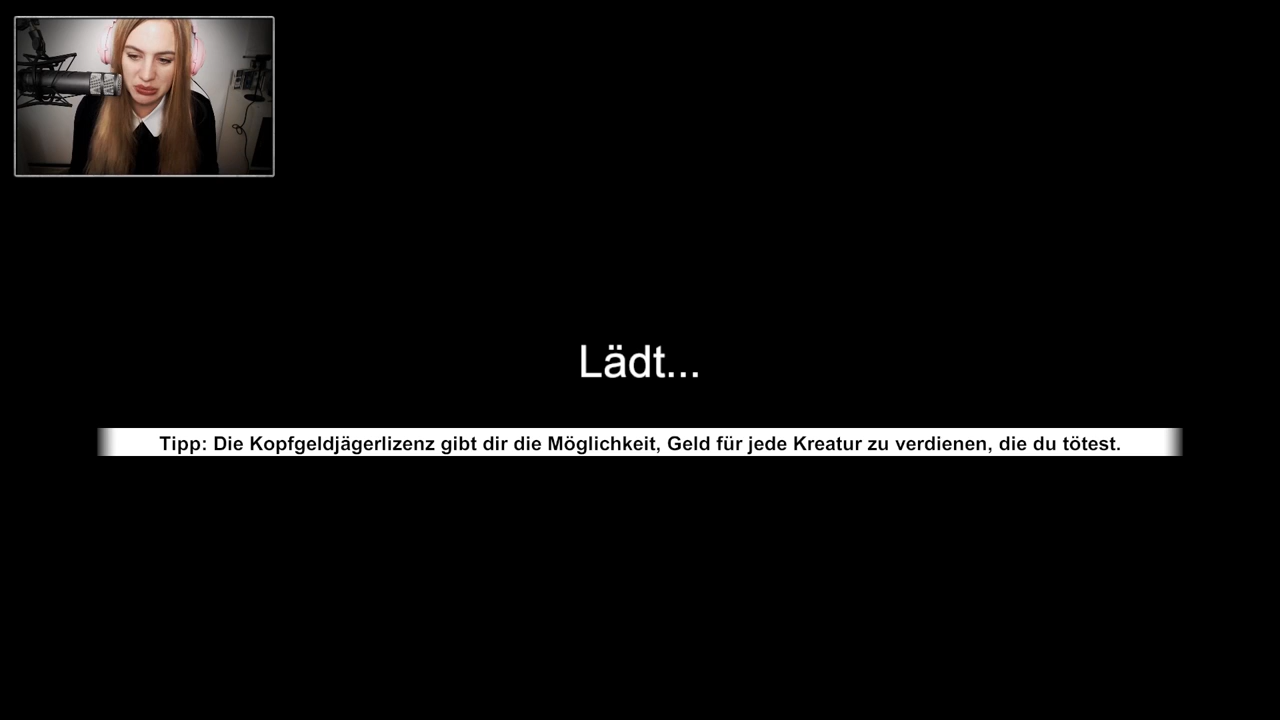 Lädt...
Tipp: Die Kopfgeldjägerlizenz gibt dir die Möglichkeit, Geld für jede Kreatur zu verdienen, die du tötest.